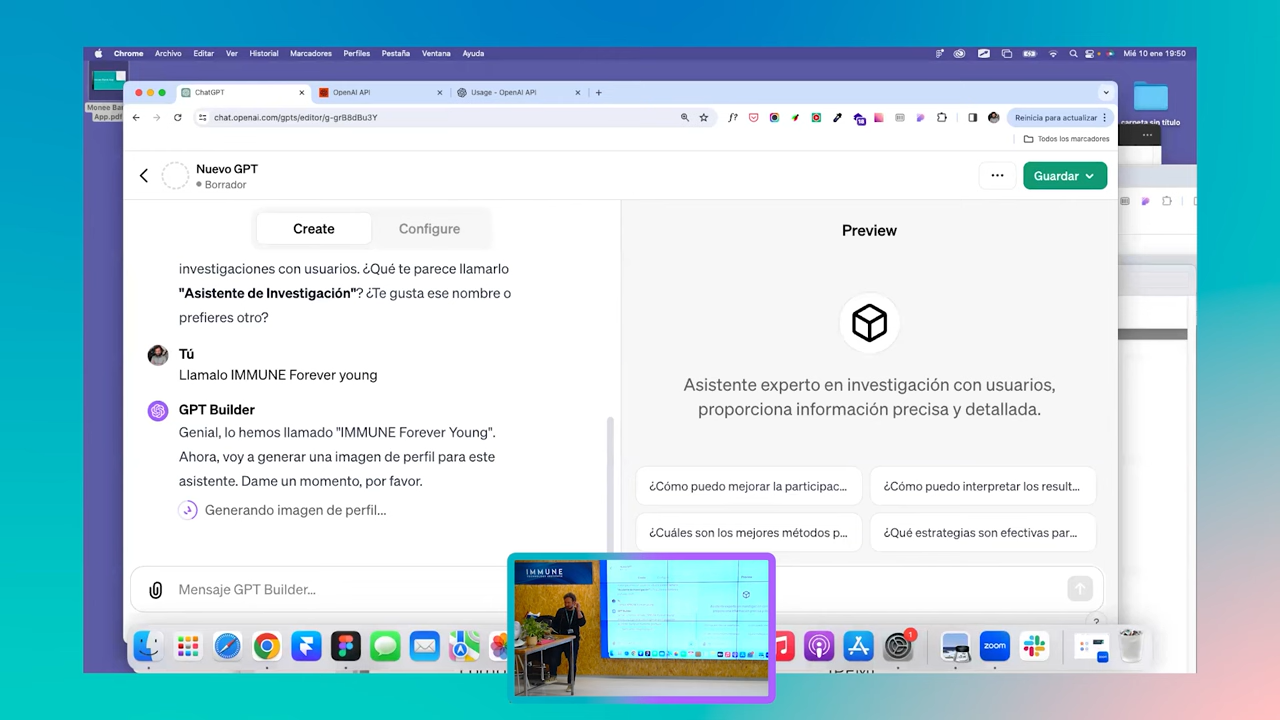 Chrome Archivo Editar Ver Historial Marcadores Perfiles Pestaña Ventana Ayuda
Mié 10 ene 19:50
Monee Ba
App.pdf
carpeta sin título
ChatGPT
OpenAI API
Usage - OpenAI API
chat.openai.com/gpts/editor/g-grB8dBu3Y
Reinicia para actualizar
Todos los marcadores
Nuevo GPT
Borrador
Guardar
Create
Configure
Preview
investigaciones con usuarios. ¿Qué te parece llamarlo
"Asistente de Investigación"? ¿Te gusta ese nombre o
prefieres otro?
Tú
Llamalo IMMUNE Forever young
GPT Builder
Genial, lo hemos llamado "IMMUNE Forever Young".
Ahora, voy a generar una imagen de perfil para este
asistente. Dame un momento, por favor.
Generando imagen de perfil...
Asistente experto en investigación con usuarios,
proporciona información precisa y detallada.
¿Cómo puedo mejorar la participac...
¿Cómo puedo interpretar los result...
¿Cuáles son los mejores métodos p...
¿Qué estrategias son efectivas par...
Mensaje GPT Builder...
?
IMMUNE
zoom
1